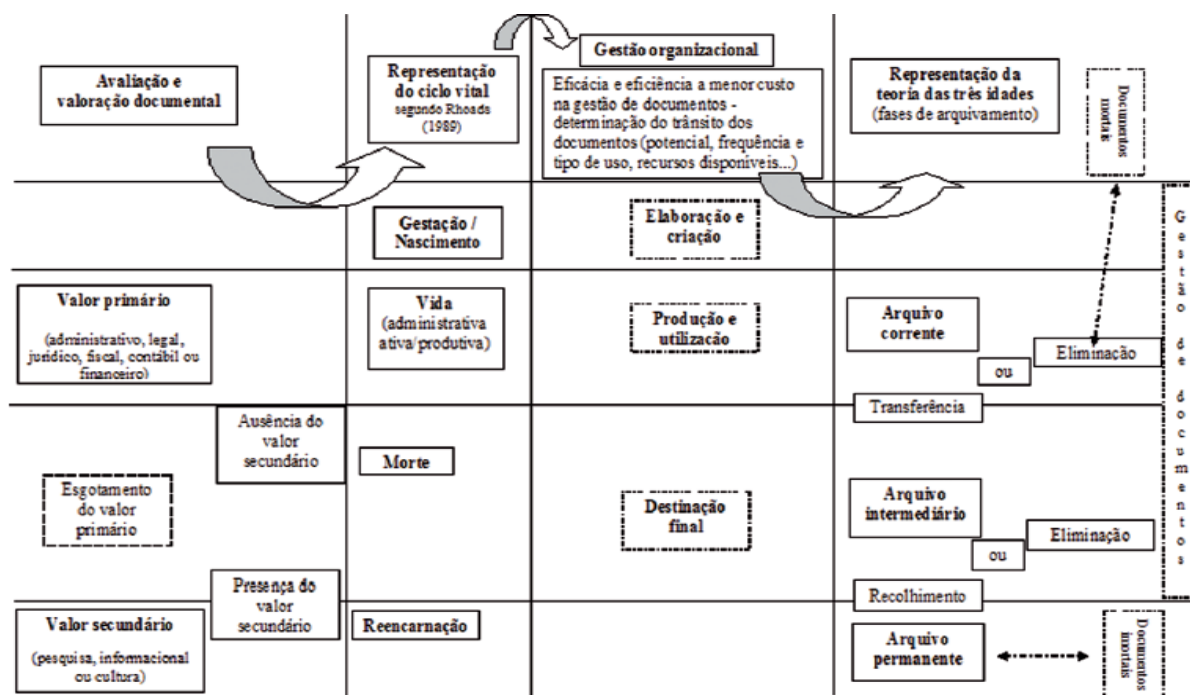 Avaliação e
valoração documental
Representação
do ciclo vital
segundo Rhoads
(1989)
Gestão organizacional
Eficácia e eficiência a menor custo
na gestão de documentos -
determinação do trânsito dos
documentos (potencial, frequência e
tipo de uso, recursos disponíveis...)
Representação da
teoria das três idades
(fases de arquivamento)
Documentos
mortais
Gestação /
Nascimento
Elaboração e
criação
Gestão de documentos
Valor primário
(administrativo, legal,
jurídico, fiscal, contábil ou
financeiro)
Vida
(administrativa
ativa/produtiva)
Produção e
utilização
Arquivo
corrente
ou
Eliminação
Transferência
Ausência do
valor
secundário
Morte
Esgotamento
do valor
primário
Destinação
final
Arquivo
intermediário
ou
Eliminação
Presença do
valor
secundário
Recolhimento
Valor secundário
(pesquisa, informacional
ou cultura)
Reencarnação
Arquivo
permanente
Documentos
imortais